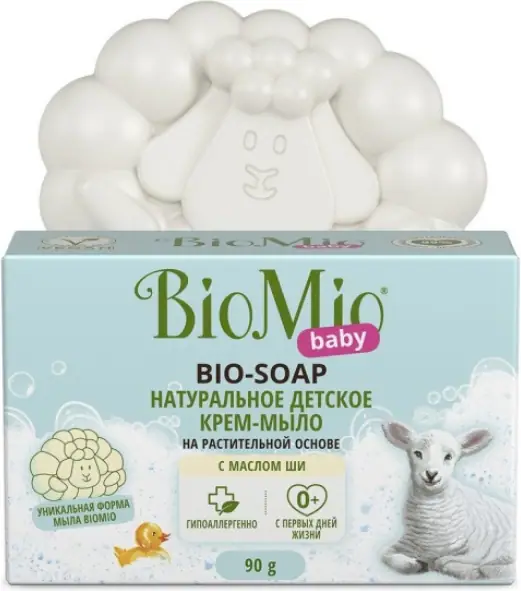 VEGAN
BioMio®
baby
BIO-SOAP
НАТУРАЛЬНОЕ ДЕТСКОЕ
КРЕМ-МЫЛО
НА РАСТИТЕЛЬНОЙ ОСНОВЕ
С МАСЛОМ ШИ
ГИПОАЛЛЕРГЕННО
0+
С ПЕРВЫХ ДНЕЙ
ЖИЗНИ
УНИКАЛЬНАЯ ФОРМА
МЫЛА BIOMIO
90 g